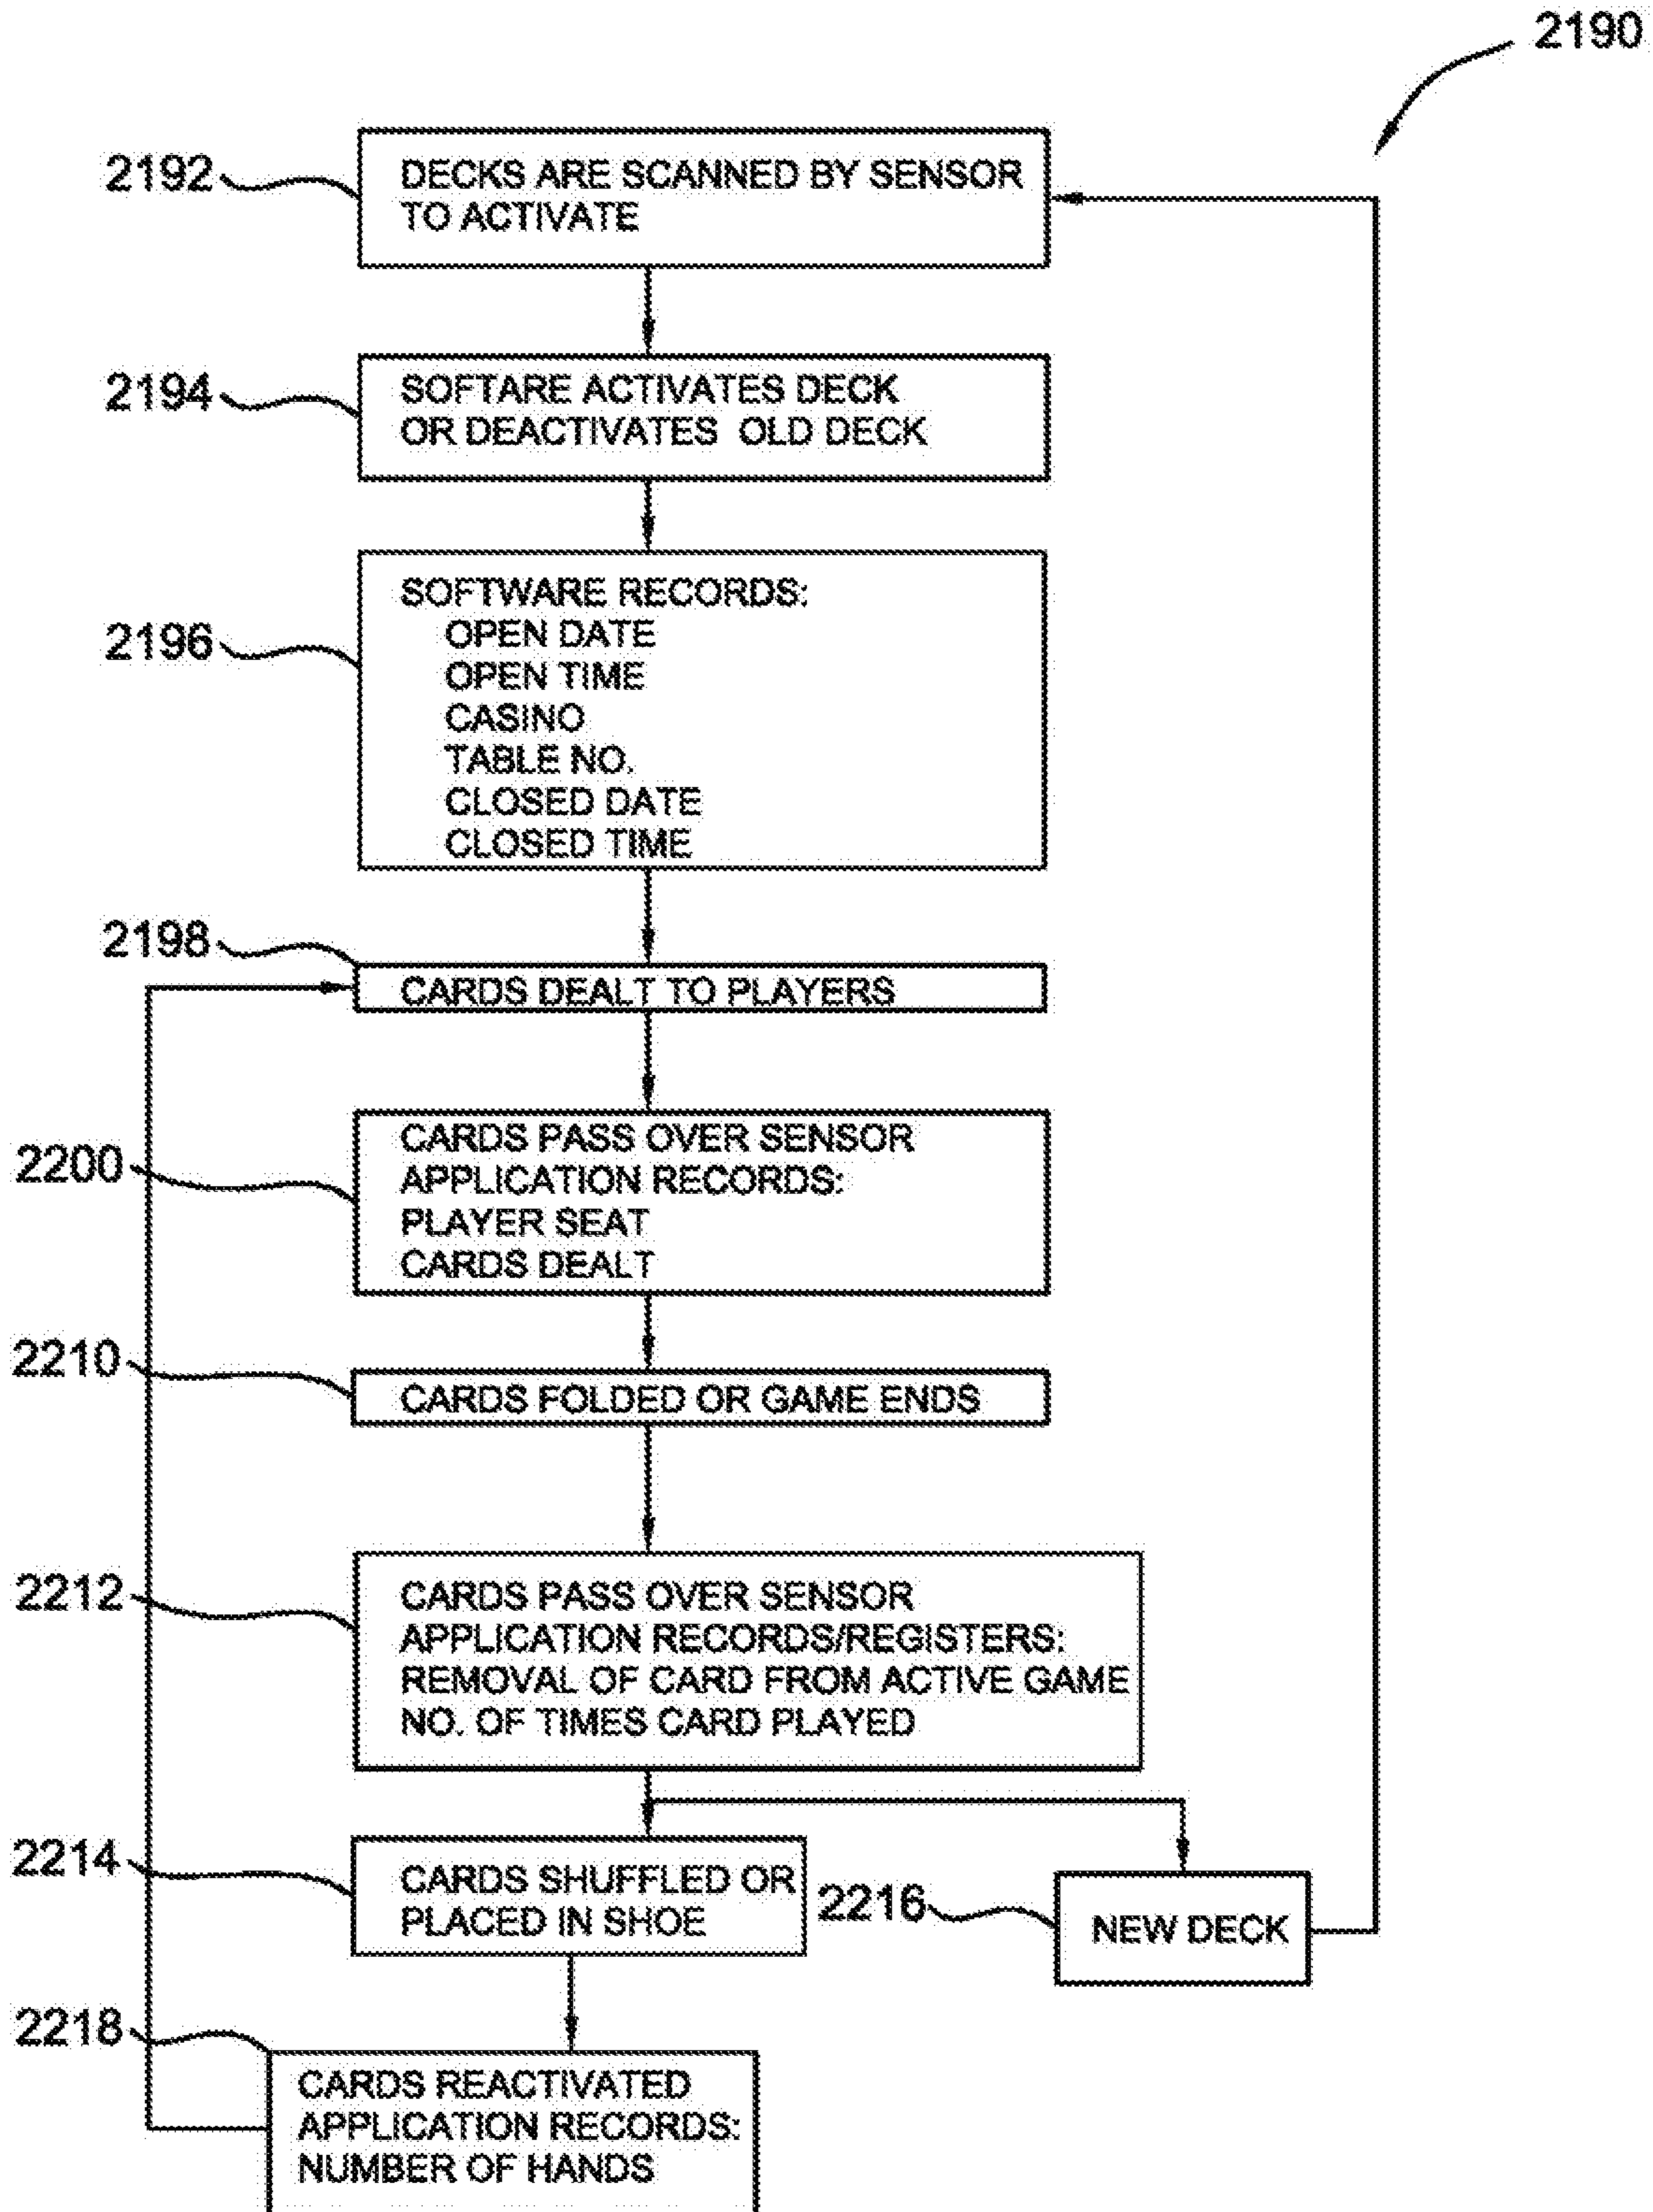 2190
2192
DECKS ARE SCANNED BY SENSOR
TO ACTIVATE
2194
SOFTARE ACTIVATES DECK
OR DEACTIVATES OLD DECK
2196
SOFTWARE RECORDS:
OPEN DATE
OPEN TIME
CASINO
TABLE NO.
CLOSED DATE
CLOSED TIME
2198
CARDS DEALT TO PLAYERS
2200
CARDS PASS OVER SENSOR
APPLICATION RECORDS:
PLAYER SEAT
CARDS DEALT
2210
CARDS FOLDED OR GAME ENDS
2212
CARDS PASS OVER SENSOR
APPLICATION RECORDS/REGISTERS:
REMOVAL OF CARD FROM ACTIVE GAME
NO. OF TIMES CARD PLAYED
2214
CARDS SHUFFLED OR
PLACED IN SHOE
2216
NEW DECK
2218
CARDS REACTIVATED
APPLICATION RECORDS:
NUMBER OF HANDS